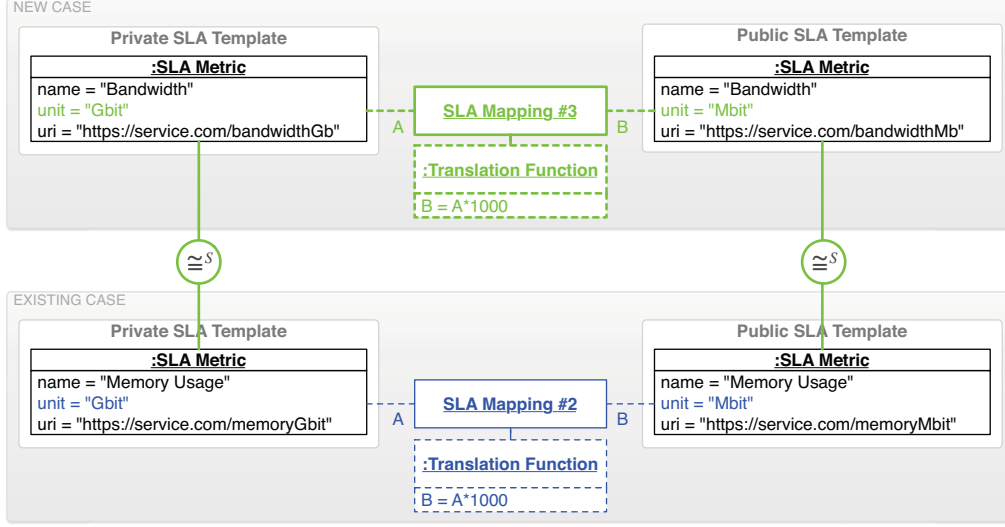 NEW CASE
Private SLA Template
:SLA Metric
name = "Bandwidth"
unit = "Gbit"
uri = "https://service.com/bandwidthGb"
A
SLA Mapping #3
B
:Translation Function
B = A*1000
Public SLA Template
:SLA Metric
name = "Bandwidth"
unit = "Mbit"
uri = "https://service.com/bandwidthMb"
≅S
≅S
EXISTING CASE
Private SLA Template
:SLA Metric
name = "Memory Usage"
unit = "Gbit"
uri = "https://service.com/memoryGbit"
A
SLA Mapping #2
B
:Translation Function
B = A*1000
Public SLA Template
:SLA Metric
name = "Memory Usage"
unit = "Mbit"
uri = "https://service.com/memoryMbit"